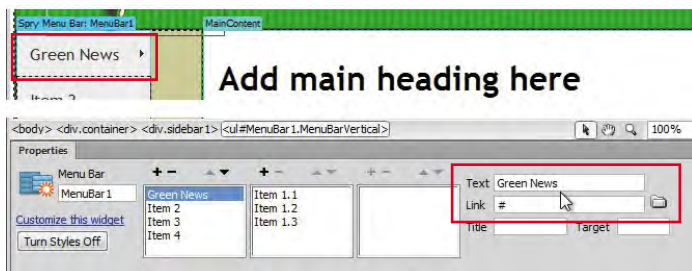 Spry Menu Bar: MenuBar1 MainContent
Green News
Add main heading here
Item 2
<body> <div.container> <div.sidebar1> <ul#MenuBar1.MenuBarVertical> 100%
Properties
Menu Bar
MenuBar1
Customize this widget
Turn Styles Off
Green News
Item 2
Item 3
Item 4
Item 1.1
Item 1.2
Item 1.3
Text Green News
Link #
Title Target